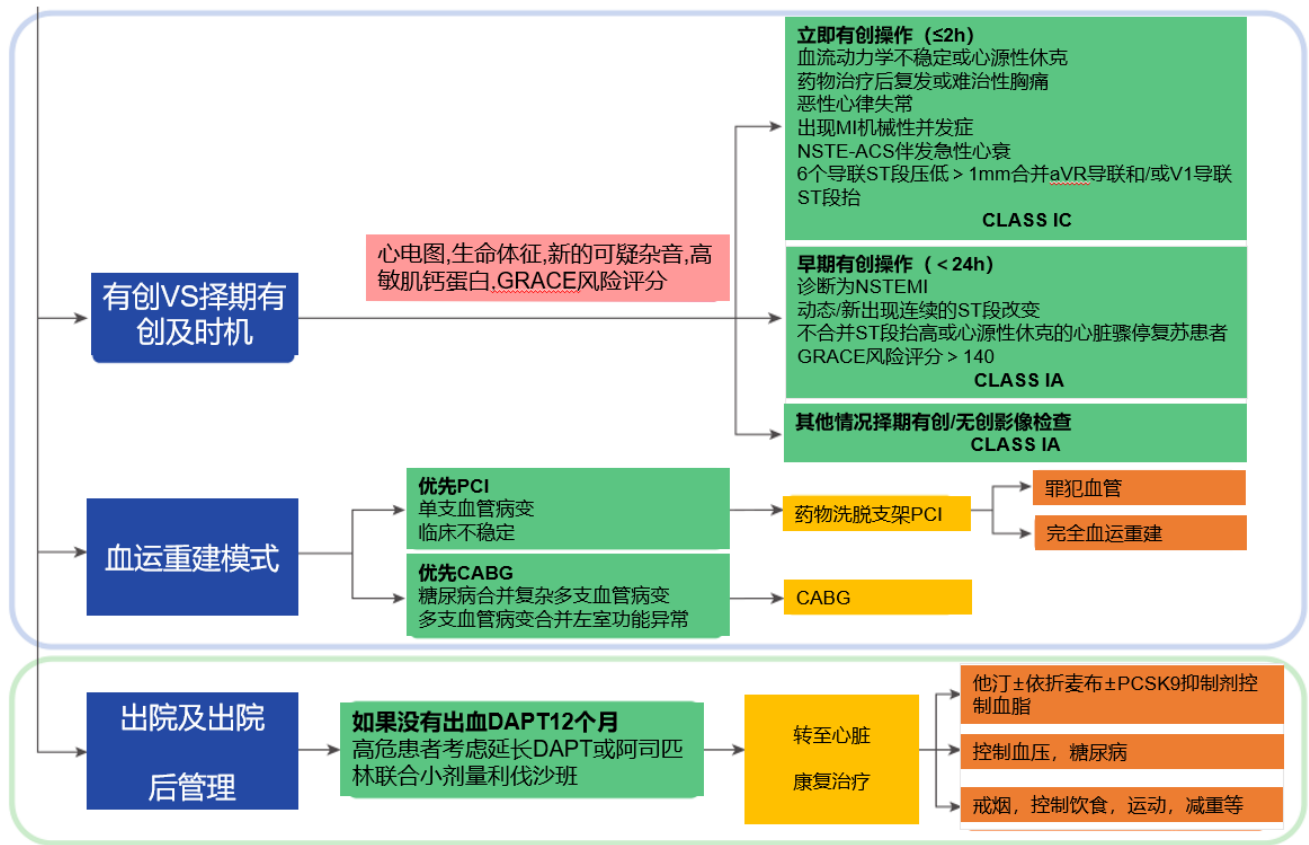 立即有创操作（≤2h）
血流动力学不稳定或心源性休克
药物治疗后复发或难治性胸痛
恶性心律失常
出现MI机械性并发症
NSTE-ACS伴发急性心衰
6个导联ST段压低＞1mm合并aVR导联和/或V1导联
ST段抬
CLASS IC
心电图,生命体征,新的可疑杂音,高
敏肌钙蛋白,GRACE风险评分
有创VS择期有
创及时机
早期有创操作（＜24h）
诊断为NSTEMI
动态/新出现连续的ST段改变
不合并ST段抬高或心源性休克的心脏骤停复苏患者
GRACE风险评分＞140
CLASS IA
其他情况择期有创/无创影像检查
CLASS IA
血运重建模式
优先PCI
单支血管病变
临床不稳定
药物洗脱支架PCI
罪犯血管
完全血运重建
优先CABG
糖尿病合并复杂多支血管病变
多支血管病变合并左室功能异常
CABG
出院及出院
后管理
如果没有出血DAPT12个月
高危患者考虑延长DAPT或阿司匹
林联合小剂量利伐沙班
转至心脏
康复治疗
他汀±依折麦布±PCSK9抑制剂控
制血脂
控制血压，糖尿病
戒烟，控制饮食，运动，减重等